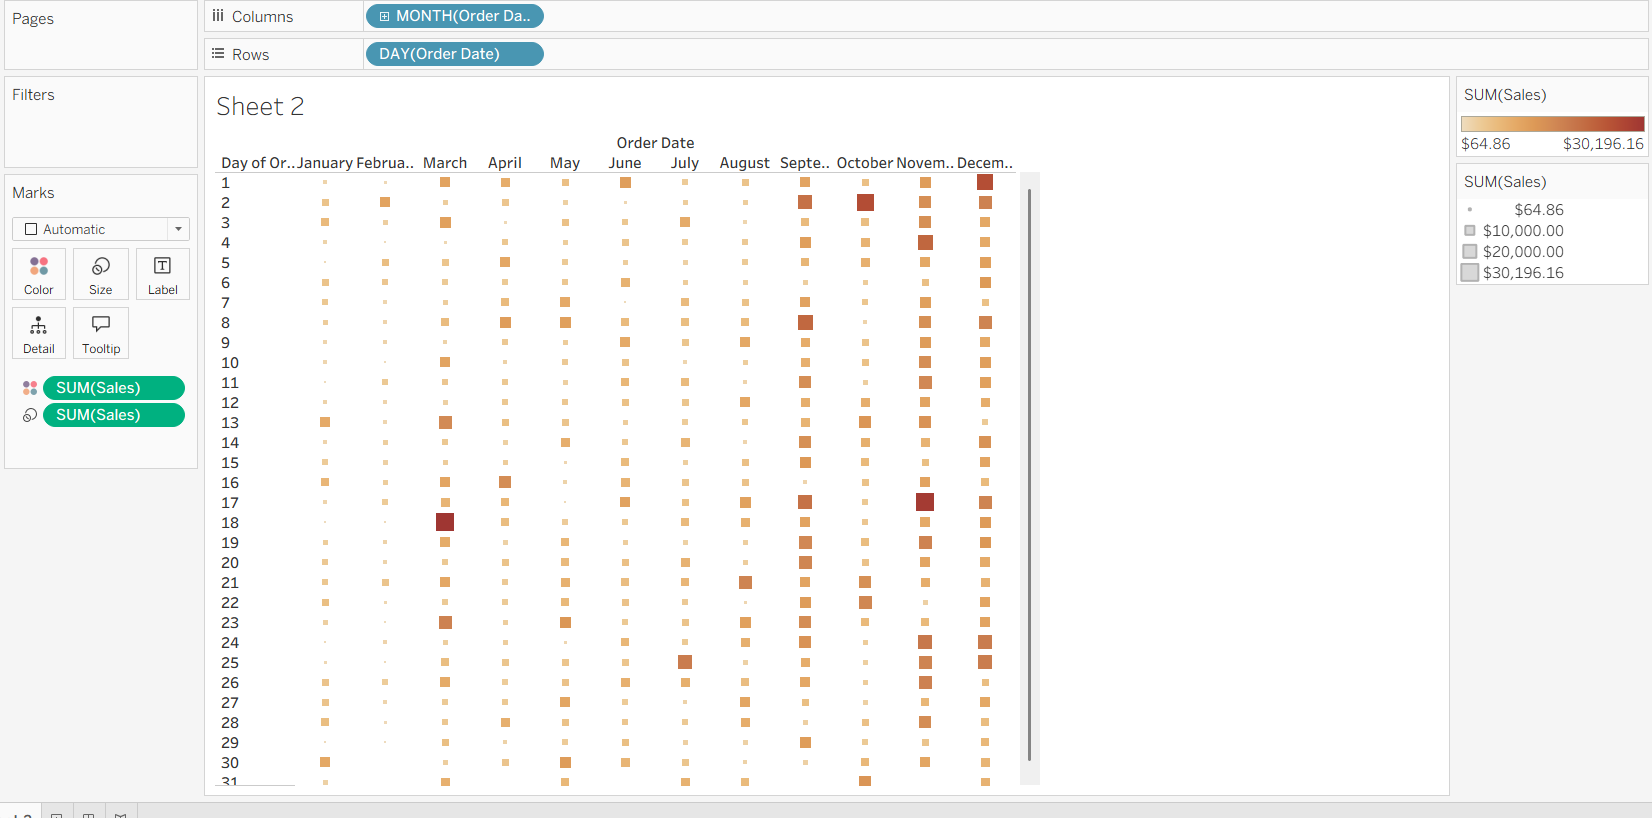 Pages
Columns
MONTH(Order Da..
Rows
DAY(Order Date)
Filters
Marks
Automatic
Color
Size
Label
Detail
Tooltip
SUM(Sales)
SUM(Sales)
Sheet 2
Order Date
Day of Or.. January Februa.. March April May June July August Septe.. October Novem.. Decem..
1
2
3
4
5
6
7
8
9
10
11
12
13
14
15
16
17
18
19
20
21
22
23
24
25
26
27
28
29
30
31
SUM(Sales)
$64.86 $30,196.16
SUM(Sales)
$64.86
$10,000.00
$20,000.00
$30,196.16